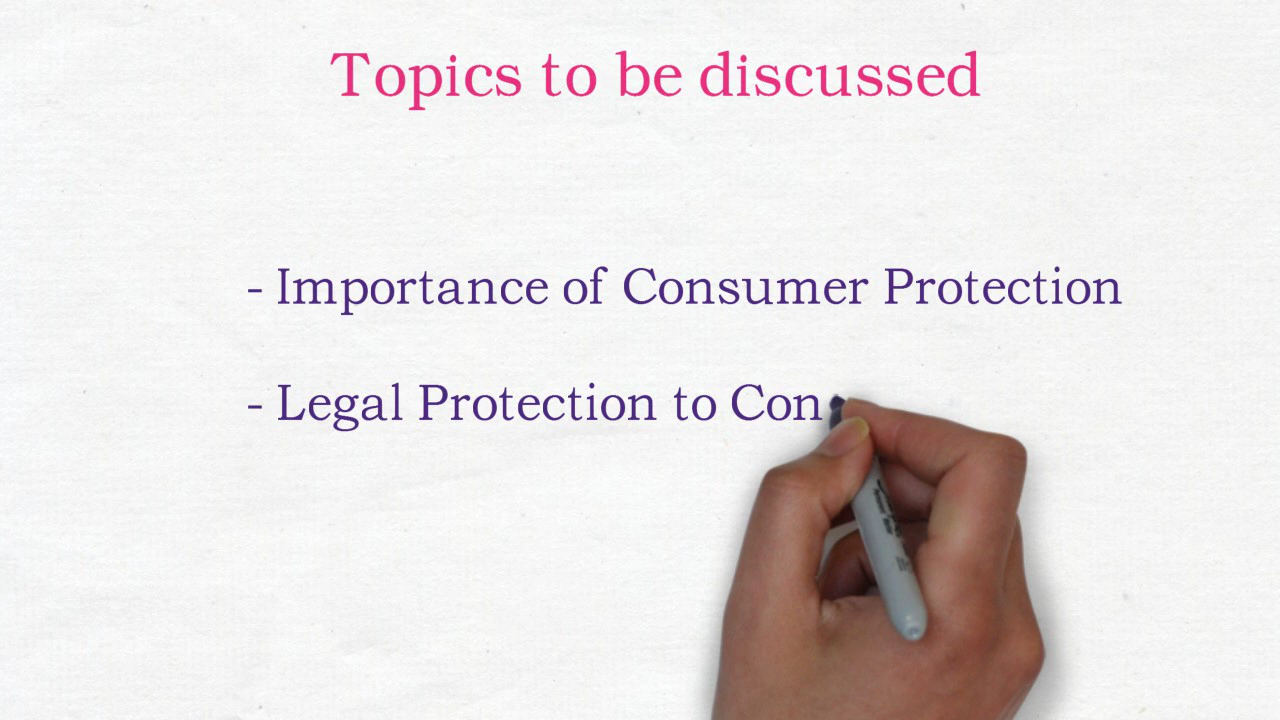 Topics to be discussed
- Importance of Consumer Protection
- Legal Protection to Con